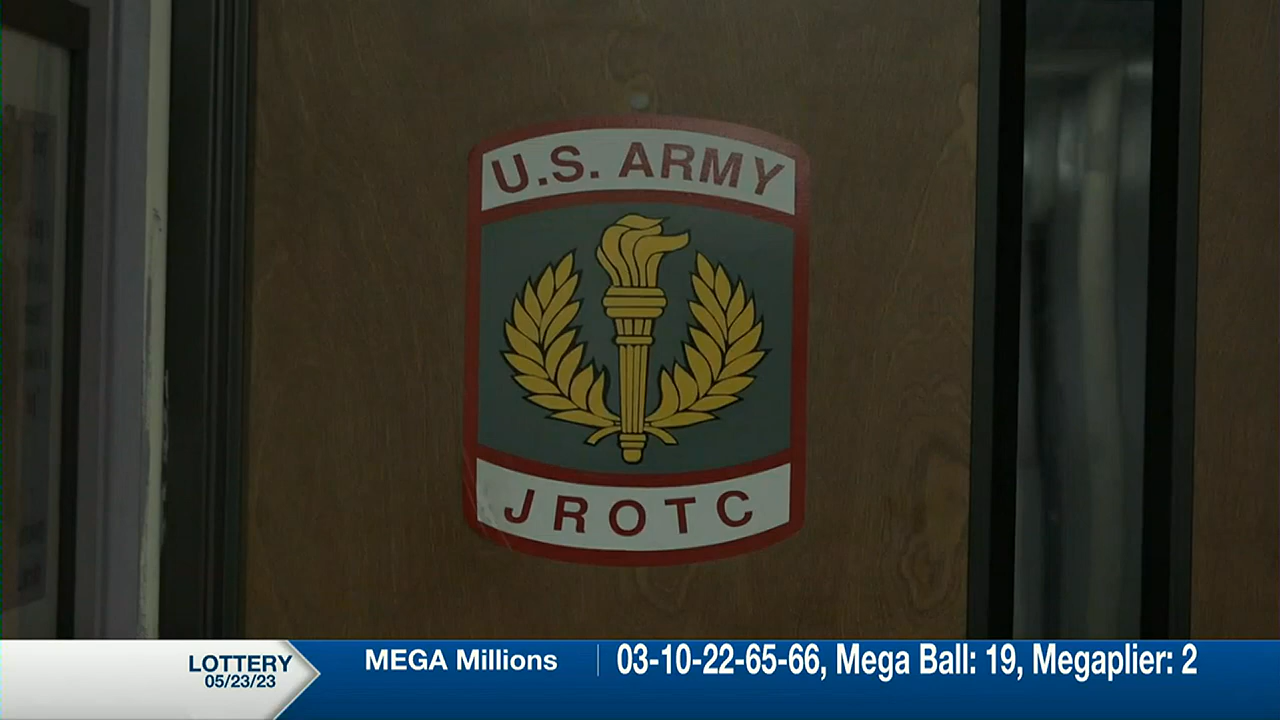 U.S. ARMY
JROTC
LOTTERY
05/23/23
MEGA Millions
03-10-22-65-66, Mega Ball: 19, Megaplier: 2